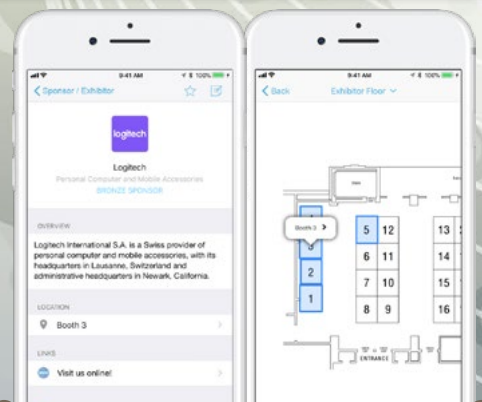 9:41 AM
100%
Sponsor / Exhibitor
logitech
Logitech
Personal Computer and Mobile Accessories
BRONZE SPONSOR
OVERVIEW
Logitech International S.A. is a Swiss provider of
personal computer and mobile accessories, with its
headquarters in Lausanne, Switzerland and
administrative headquarters in Newark, California.
LOCATION
Booth 3
LINKS
Visit us online!
9:41 AM
100%
Back
Exhibitor Floor
Booth 3
5 12 13
6 11 14
2
7 10 15
1
8 9 16
ENTRANCE